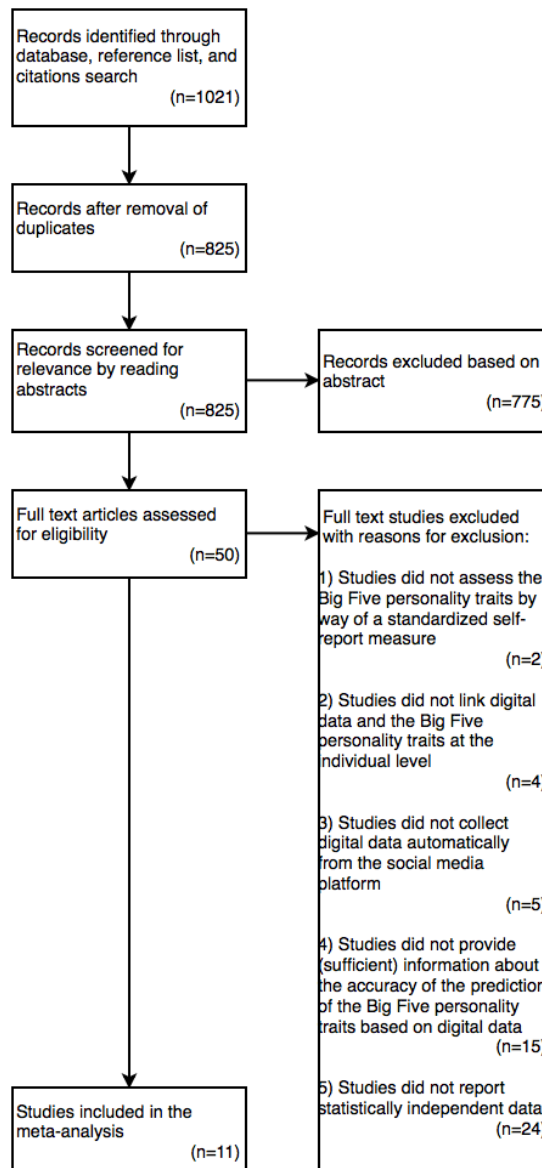 Records identified through
database, reference list, and
citations search
(n=1021)
Records after removal of
duplicates
(n=825)
Records screened for
relevance by reading
abstracts
(n=825)
Records excluded based on
abstract
(n=775)
Full text articles assessed
for eligibility
(n=50)
Full text studies excluded
with reasons for exclusion:
1) Studies did not assess the
Big Five personality traits by
way of a standardized self-
report measure
(n=2)
2) Studies did not link digital
data and the Big Five
personality traits at the
individual level
(n=4)
3) Studies did not collect
digital data automatically
from the social media
platform
(n=5)
4) Studies did not provide
(sufficient) information about
the accuracy of the prediction
of the Big Five personality
traits based on digital data
(n=15)
5) Studies did not report
statistically independent data
(n=24)
Studies included in the
meta-analysis
(n=11)